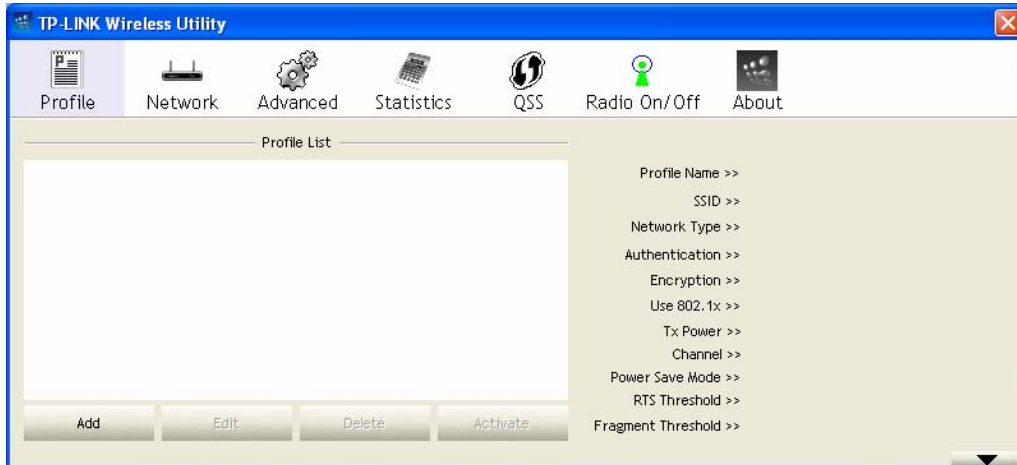 TP-LINK Wireless Utility
Profile Network Advanced Statistics QSS Radio On/Off About
Profile List
Add Edit Delete Activate
Profile Name >>
SSID >>
Network Type >>
Authentication >>
Encryption >>
Use 802.1x >>
Tx Power >>
Channel >>
Power Save Mode >>
RTS Threshold >>
Fragment Threshold >>